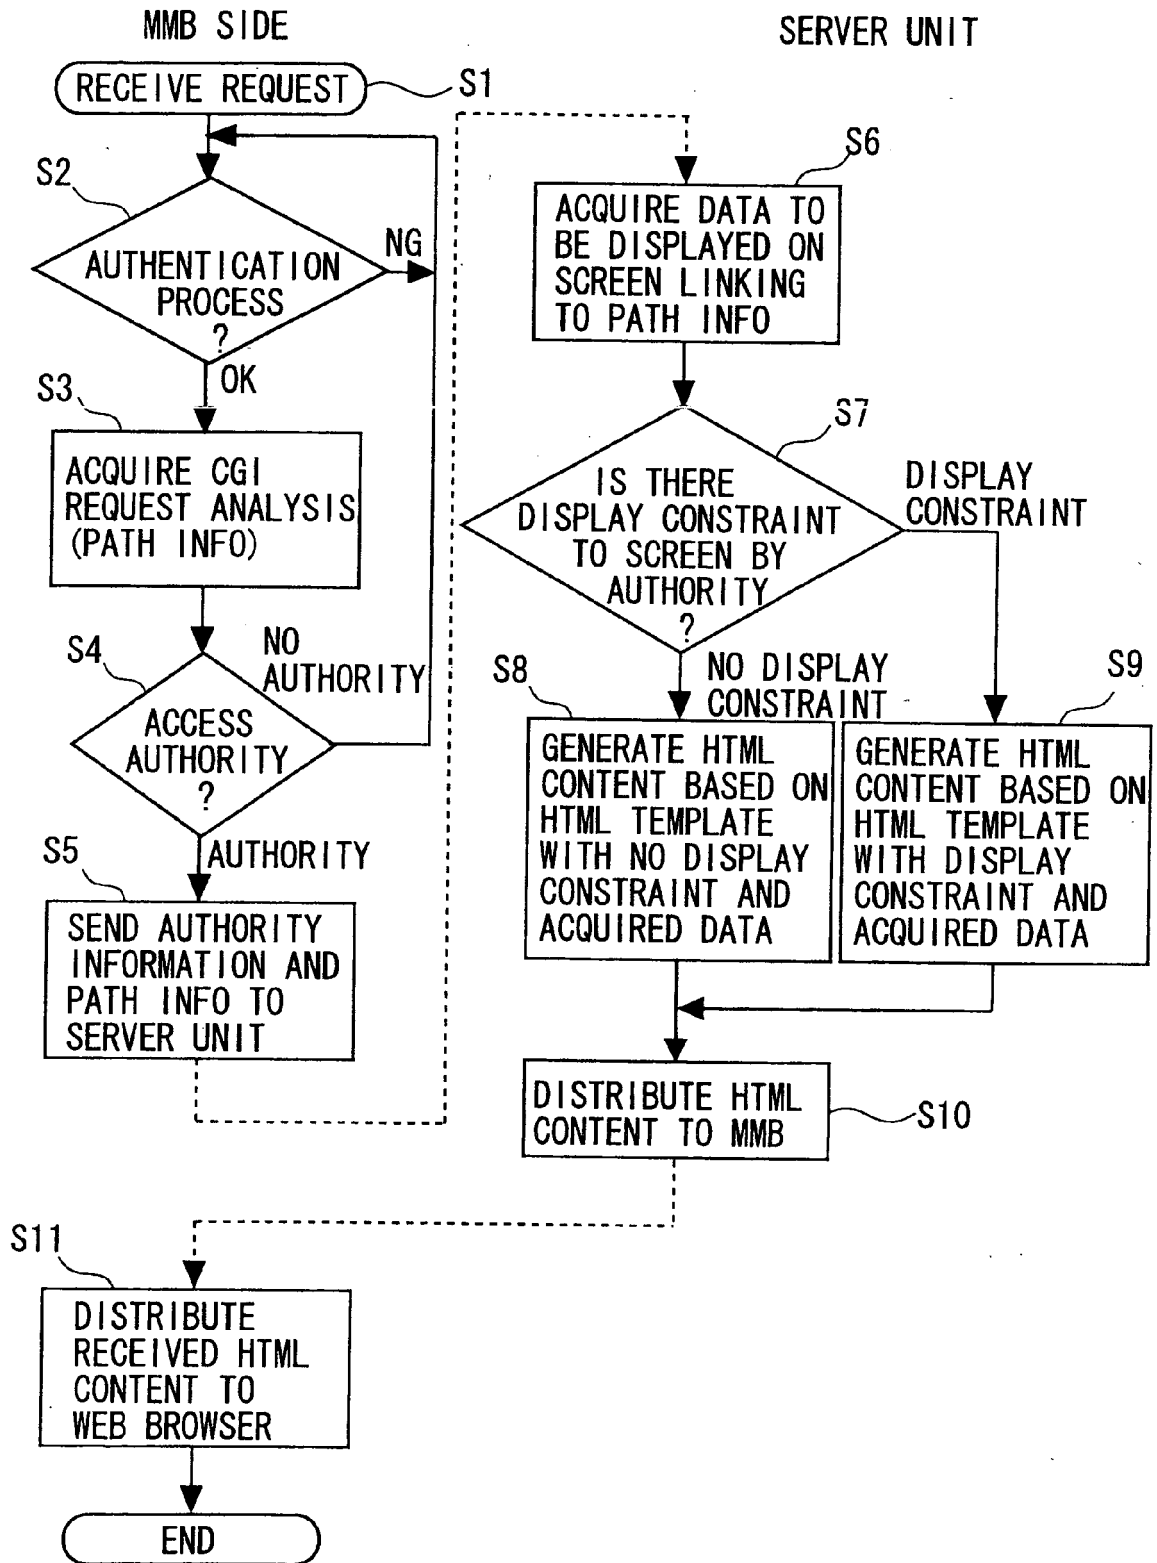 MMB SIDE
SERVER UNIT
RECEIVE REQUEST
S1
S2
AUTHENTICATION
PROCESS
?
NG
OK
S3
ACQUIRE CGI
REQUEST ANALYSIS
(PATH INFO)
S4
NO
AUTHORITY
ACCESS
AUTHORITY
?
AUTHORITY
S5
SEND AUTHORITY
INFORMATION AND
PATH INFO TO
SERVER UNIT
S6
ACQUIRE DATA TO
BE DISPLAYED ON
SCREEN LINKING
TO PATH INFO
S7
IS THERE
DISPLAY CONSTRAINT
TO SCREEN BY
AUTHORITY
?
DISPLAY
CONSTRAINT
NO DISPLAY
CONSTRAINT
S8
GENERATE HTML
CONTENT BASED ON
HTML TEMPLATE
WITH NO DISPLAY
CONSTRAINT AND
ACQUIRED DATA
S9
GENERATE HTML
CONTENT BASED ON
HTML TEMPLATE
WITH DISPLAY
CONSTRAINT AND
ACQUIRED DATA
DISTRIBUTE HTML
CONTENT TO MMB
S10
S11
DISTRIBUTE
RECEIVED HTML
CONTENT TO
WEB BROWSER
END